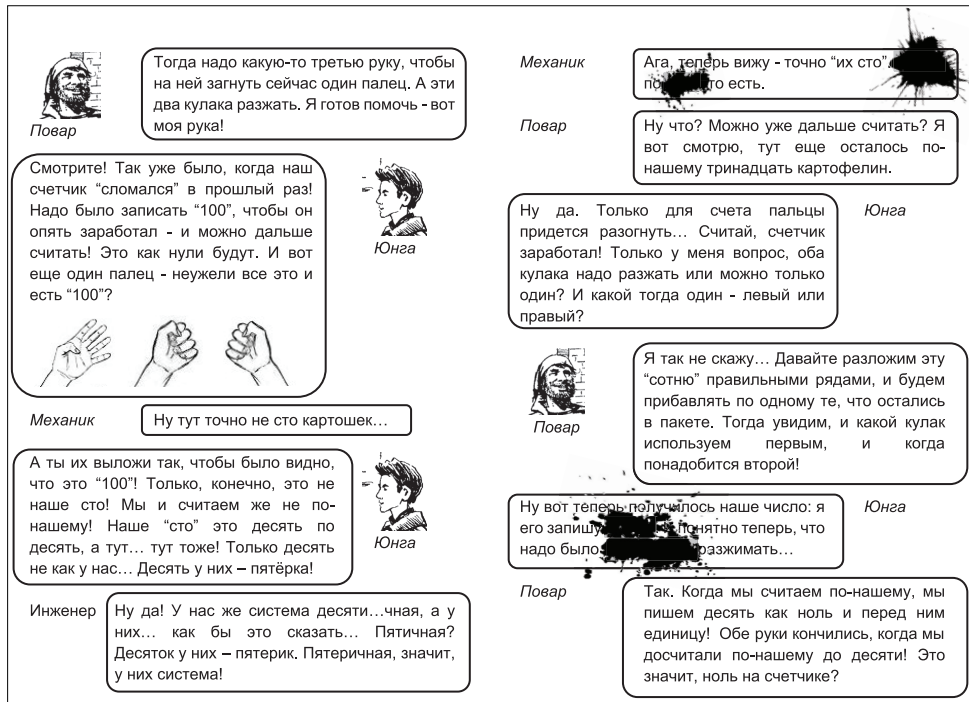 Повар
Тогда надо какую-то третью руку, чтобы
на ней загнуть сейчас один палец. А эти
два кулака разжать. Я готов помочь - вот
моя рука!
Смотрите! Так уже было, когда наш
счетчик “сломался” в прошлый раз!
Надо было записать “100”, чтобы он
опять заработал - и можно дальше
считать! Это как нули будут. И вот
еще один палец - неужели все это и
есть “100”?
Юнга
Механик
Ну тут точно не сто картошек…
А ты их выложи так, чтобы было видно,
что это “100”! Только, конечно, это не
наше сто! Мы и считаем же не по-
нашему! Наше “сто” это десять по
десять, а тут… тут тоже! Только десять
не как у нас… Десять у них – пятёрка!
Юнга
Инженер
Ну да! У нас же система десяти…чная, а у
них… как бы это сказать… Пятичная?
Десяток у них – пятерик. Пятеричная, значит,
у них система!
Механик
Ага, теперь вижу - точно “их сто”.
то есть.
Повар
Ну что? Можно уже дальше считать? Я
вот смотрю, тут еще осталось по-
нашему тринадцать картофелин.
Ну да. Только для счета пальцы
придется разогнуть… Считай, счетчик
заработал! Только у меня вопрос, оба
кулака надо разжать или можно только
один? И какой тогда один - левый или
правый?
Юнга
Повар
Я так не скажу… Давайте разложим эту
“сотню” правильными рядами, и будем
прибавлять по одному те, что остались
в пакете. Тогда увидим, и какой кулак
используем первым, и когда
понадобится второй!
Ну вот теперь получилось наше число: я
его запишу понятно теперь, что
надо было разжимать…
Юнга
Повар
Так. Когда мы считаем по-нашему, мы
пишем десять как ноль и перед ним
единицу! Обе руки кончились, когда мы
досчитали по-нашему до десяти! Это
значит, ноль на счетчике?